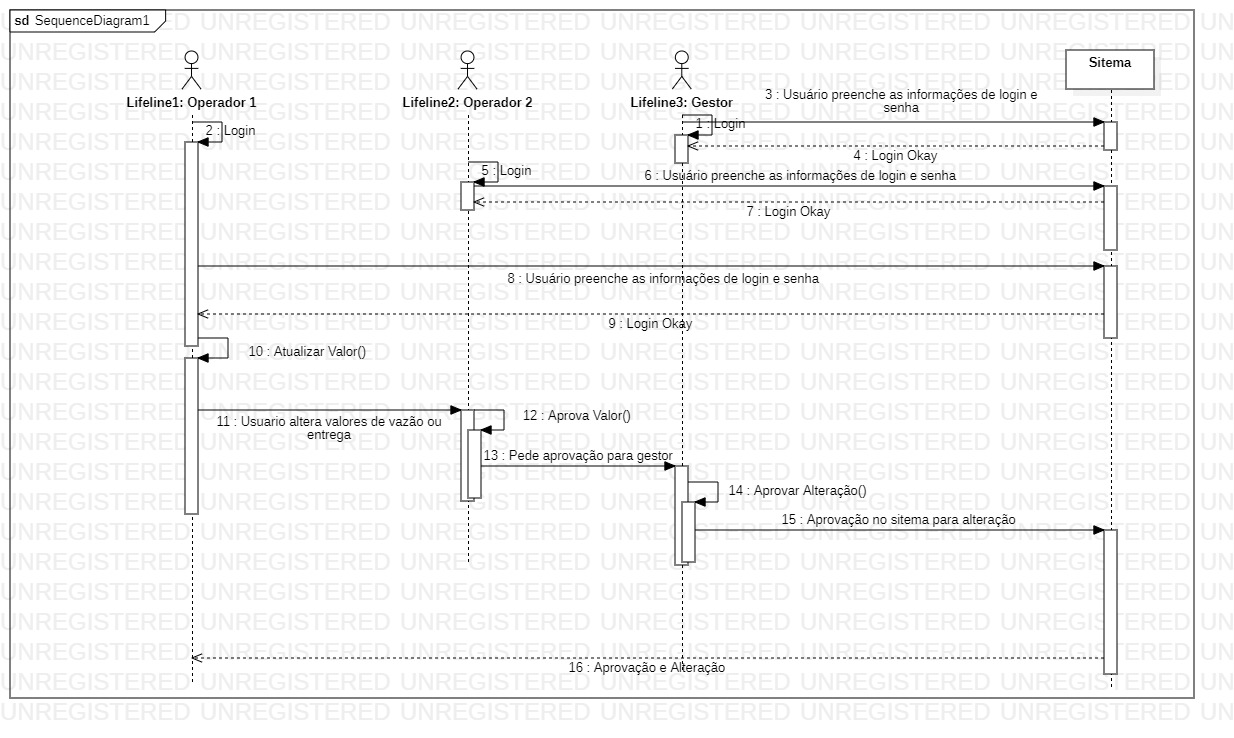 sd SequenceDiagram1
Lifeline1: Operador 1
Lifeline2: Operador 2
Lifeline3: Gestor
Sitema
3 : Usuário preenche as informações de login e
senha
2 : Login
1 : Login
4 : Login Okay
5 : Login
6 : Usuário preenche as informações de login e senha
7 : Login Okay
8 : Usuário preenche as informações de login e senha
9 : Login Okay
10 : Atualizar Valor()
11 : Usuario altera valores de vazão ou
entrega
12 : Aprova Valor()
13 : Pede aprovação para gestor
14 : Aprovar Alteração()
15 : Aprovação no sitema para alteração
16 : Aprovação e Alteração
UNREGISTERED UNREGISTERED UNREGISTERED UNREGISTERED UNREGISTERED UNREGISTERED UN